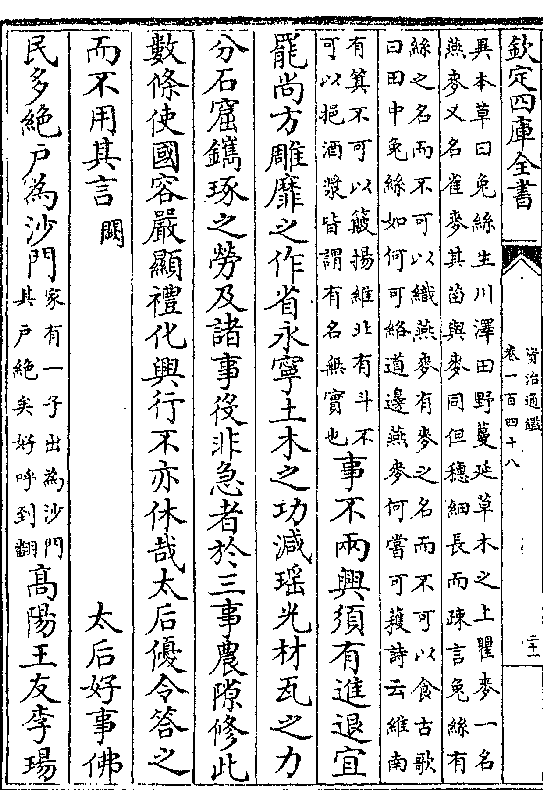 欽定四庫全書
資治通鑑
卷一百四十八
異本草曰兔絲生川澤田野蔓延草木之上瞿麥一名
燕麥又名雀麥其苗與麥同但穗細長而疎言兔絲有
絲之名而不可以織燕麥有麥之名而不可以食古歌
曰田中兔絲如何可絡道邊燕麥何嘗可穫詩云維南
有箕不可以簸揚維北有斗不
可以挹酒漿皆謂有名無實也
事不兩興須有進退宜
罷尚方雕靡之作省永寧土木之功減瑶光材瓦之力
分石窟鐫琢之勞及諸事役非急者於三事農隙修此
數條使國容嚴顯禮化興行不亦休哉太后優令答之
而不用其言 闕 太后好事佛
民多絶户為沙門
家有一子出為沙門
其户絶矣好呼到翻
高陽王友李瑒